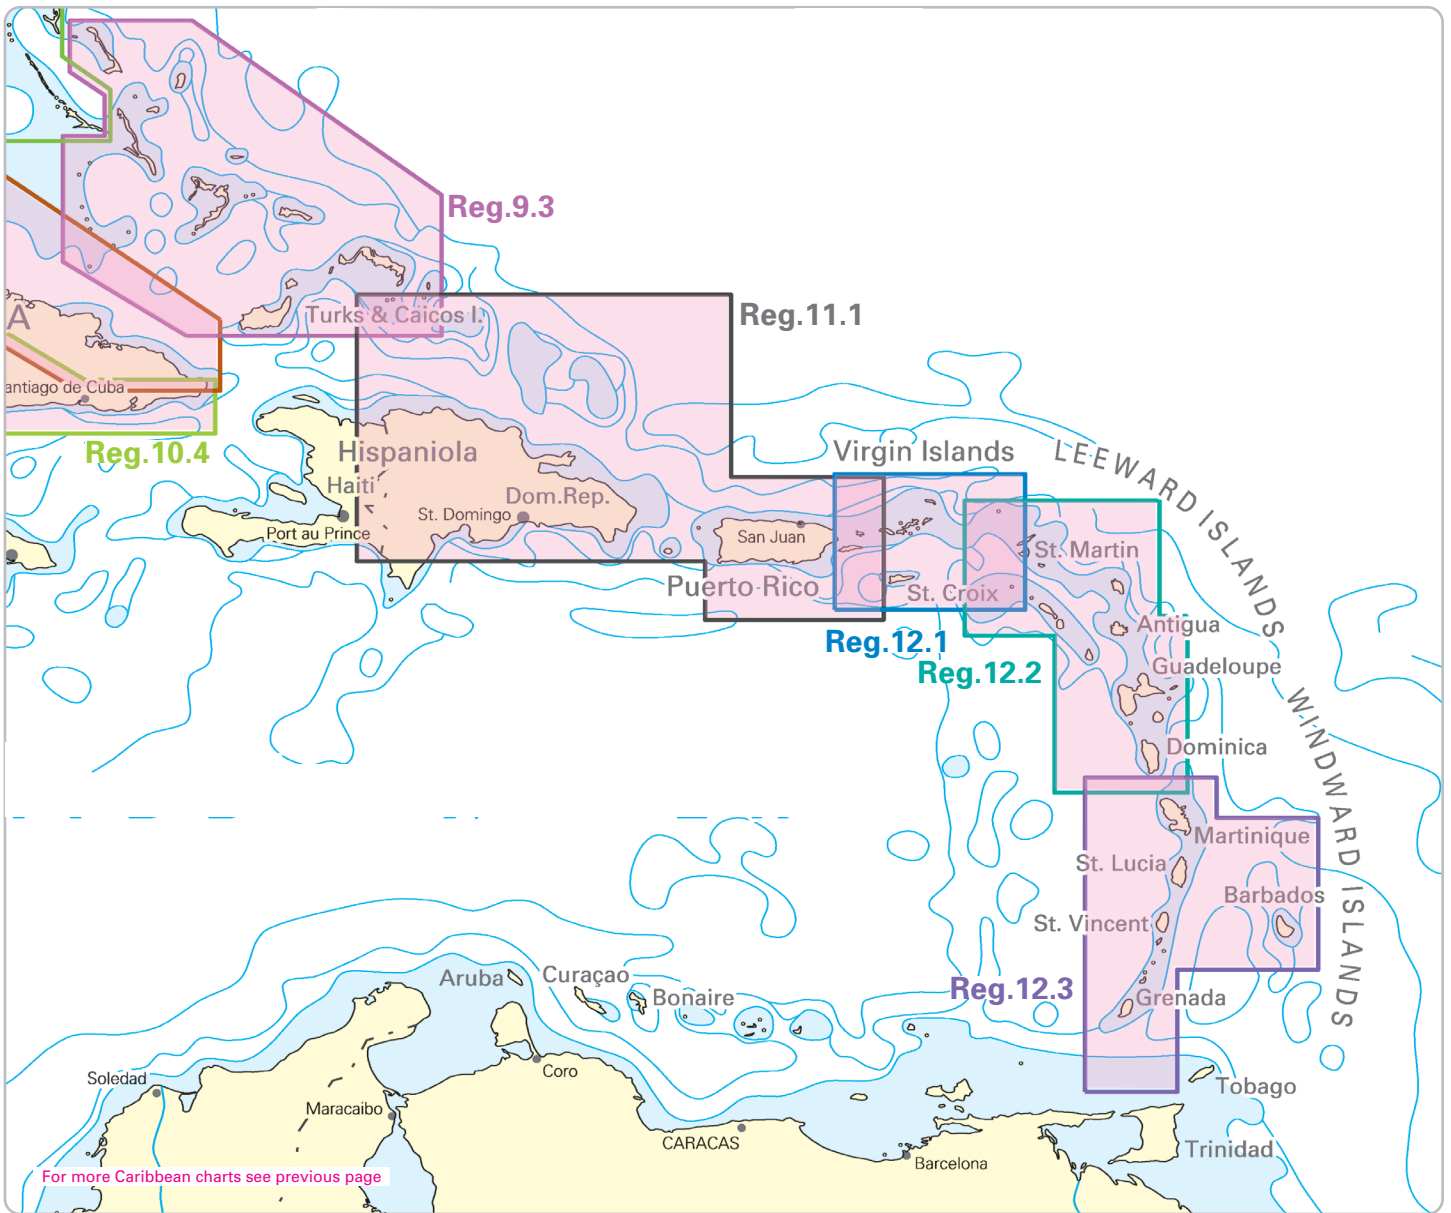 Reg.9.3
Turks & Caicos I.
Reg.11.1
A
antiago de Cuba
Reg.10.4
Hispaniola
Haiti
Dom.Rep.
St. Domingo
Port au Prince
Virgin Islands
LEEWARD ISLANDS
San Juan
St. Martin
Puerto Rico
St. Croix
Antigua
Reg.12.1
Reg.12.2
Guadeloupe
WINDWARD ISLANDS
Dominica
Martinique
St. Lucia
Barbados
St. Vincent
Aruba
Curaçao
Bonaire
Reg.12.3
Grenada
Soledad
Coro
Tobago
Maracaibo
CARACAS
Trinidad
Barcelona
For more Caribbean charts see previous page